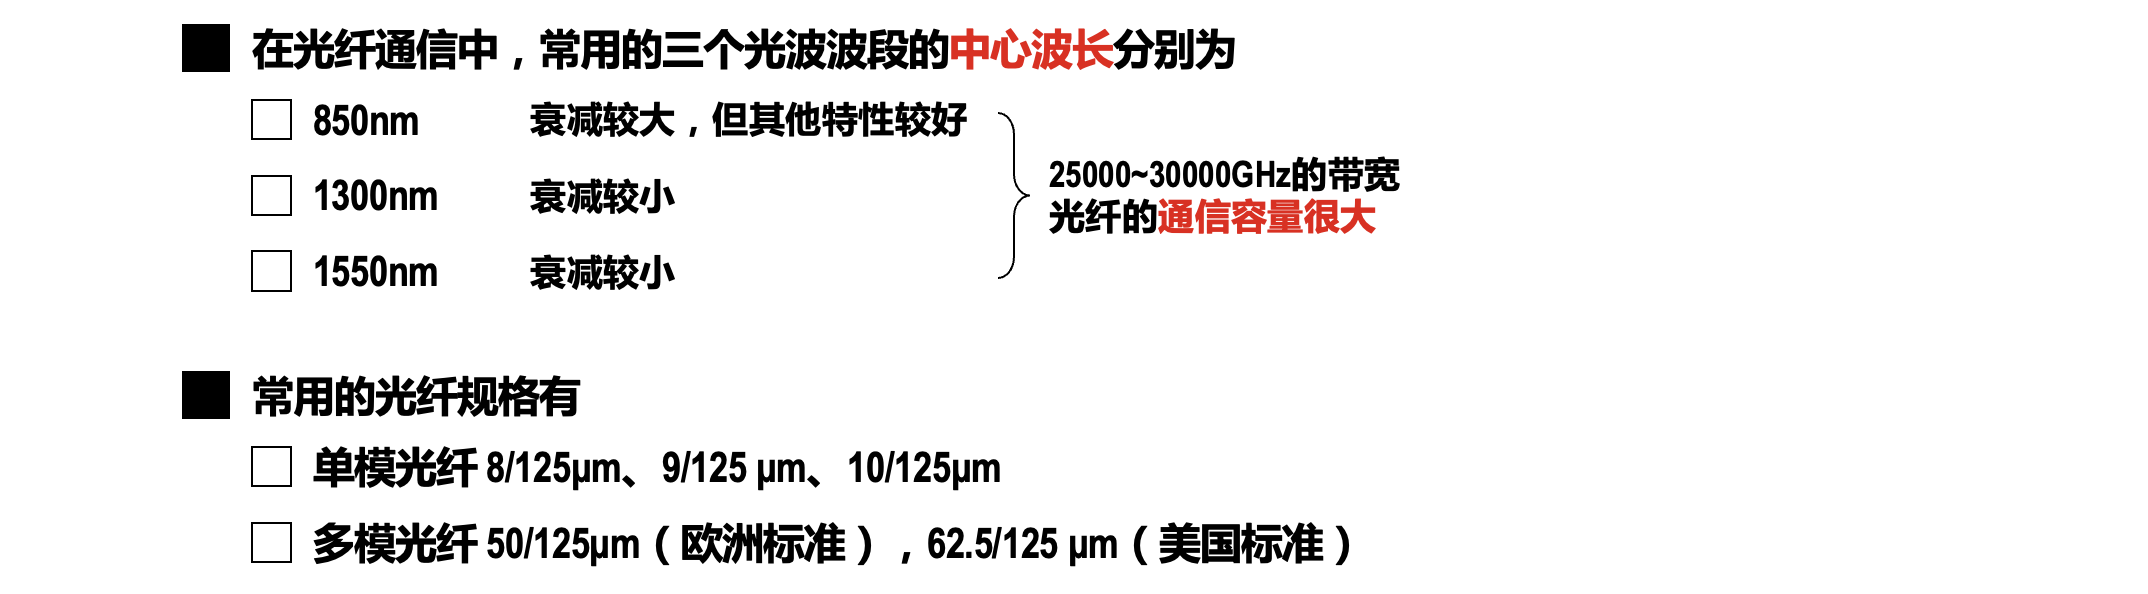 在光纤通信中，常用的三个光波波段的中心波长分别为
850nm 衰减较大，但其他特性较好
1300nm 衰减较小
1550nm 衰减较小
25000~30000GHz的带宽
光纤的通信容量很大
常用的光纤规格有
单模光纤 8/125µm、9/125 µm、10/125µm
多模光纤 50/125µm（欧洲标准），62.5/125 µm（美国标准）